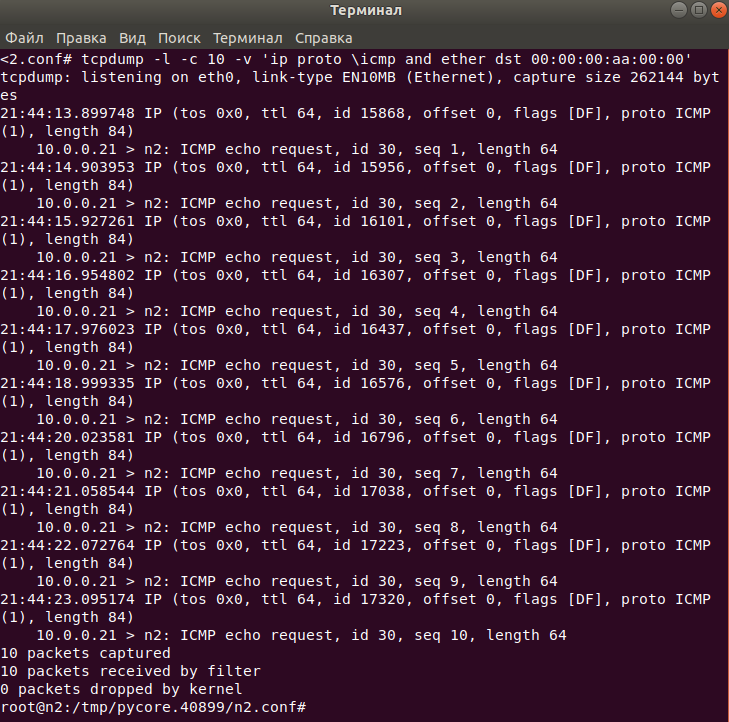 Терминал
Файл Правка Вид Поиск Терминал Справка
<2.conf# tcpdump -l -c 10 -v 'ip proto \icmp and ether dst 00:00:00:aa:00:00'
tcpdump: listening on eth0, link-type EN10MB (Ethernet), capture size 262144 byt
es
21:44:13.899748 IP (tos 0x0, ttl 64, id 15868, offset 0, flags [DF], proto ICMP
(1), length 84)
    10.0.0.21 > n2: ICMP echo request, id 30, seq 1, length 64
21:44:14.903953 IP (tos 0x0, ttl 64, id 15956, offset 0, flags [DF], proto ICMP
(1), length 84)
    10.0.0.21 > n2: ICMP echo request, id 30, seq 2, length 64
21:44:15.927261 IP (tos 0x0, ttl 64, id 16101, offset 0, flags [DF], proto ICMP
(1), length 84)
    10.0.0.21 > n2: ICMP echo request, id 30, seq 3, length 64
21:44:16.954802 IP (tos 0x0, ttl 64, id 16307, offset 0, flags [DF], proto ICMP
(1), length 84)
    10.0.0.21 > n2: ICMP echo request, id 30, seq 4, length 64
21:44:17.976023 IP (tos 0x0, ttl 64, id 16437, offset 0, flags [DF], proto ICMP
(1), length 84)
    10.0.0.21 > n2: ICMP echo request, id 30, seq 5, length 64
21:44:18.999335 IP (tos 0x0, ttl 64, id 16576, offset 0, flags [DF], proto ICMP
(1), length 84)
    10.0.0.21 > n2: ICMP echo request, id 30, seq 6, length 64
21:44:20.023581 IP (tos 0x0, ttl 64, id 16796, offset 0, flags [DF], proto ICMP
(1), length 84)
    10.0.0.21 > n2: ICMP echo request, id 30, seq 7, length 64
21:44:21.058544 IP (tos 0x0, ttl 64, id 17038, offset 0, flags [DF], proto ICMP
(1), length 84)
    10.0.0.21 > n2: ICMP echo request, id 30, seq 8, length 64
21:44:22.072764 IP (tos 0x0, ttl 64, id 17223, offset 0, flags [DF], proto ICMP
(1), length 84)
    10.0.0.21 > n2: ICMP echo request, id 30, seq 9, length 64
21:44:23.095174 IP (tos 0x0, ttl 64, id 17320, offset 0, flags [DF], proto ICMP
(1), length 84)
    10.0.0.21 > n2: ICMP echo request, id 30, seq 10, length 64
10 packets captured
10 packets received by filter
0 packets dropped by kernel
root@n2:/tmp/pycore.40899/n2.conf#